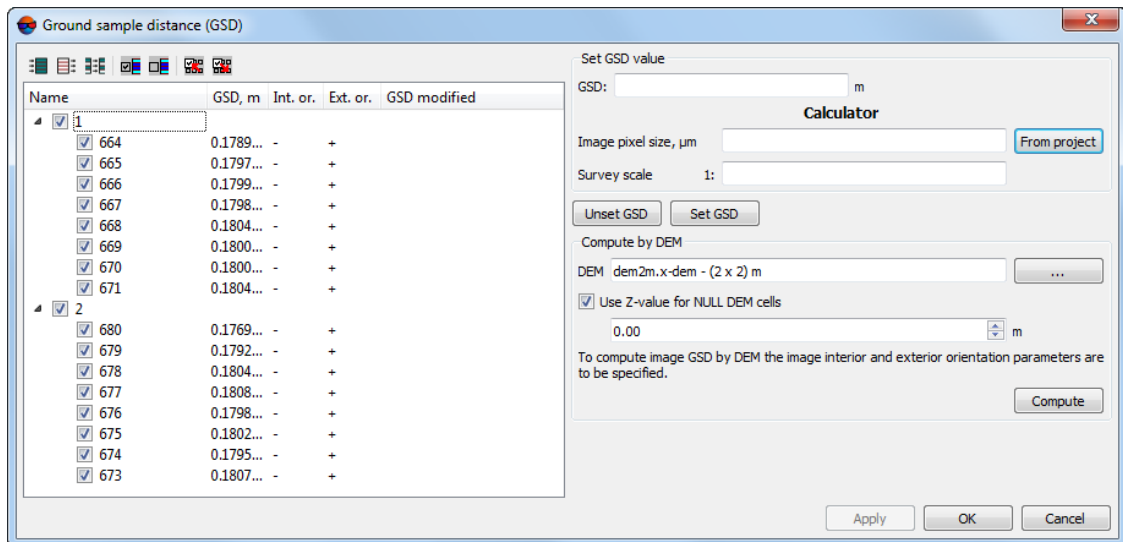 Ground sample distance (GSD)
Name GSD, m Int. or. Ext. or. GSD modified
1
664 0.1789... - +
665 0.1797... - +
666 0.1799... - +
667 0.1798... - +
668 0.1804... - +
669 0.1800... - +
670 0.1800... - +
671 0.1804... - +
2
680 0.1769... - +
679 0.1792... - +
678 0.1804... - +
677 0.1808... - +
676 0.1798... - +
675 0.1802... - +
674 0.1795... - +
673 0.1807... - +
Set GSD value
GSD: m
Calculator
Image pixel size, µm From project
Survey scale 1:
Unset GSD Set GSD
Compute by DEM
DEM dem2m.x-dem - (2 x 2) m ...
Use Z-value for NULL DEM cells
0.00 m
To compute image GSD by DEM the image interior and exterior orientation parameters are
to be specified.
Compute
Apply OK Cancel